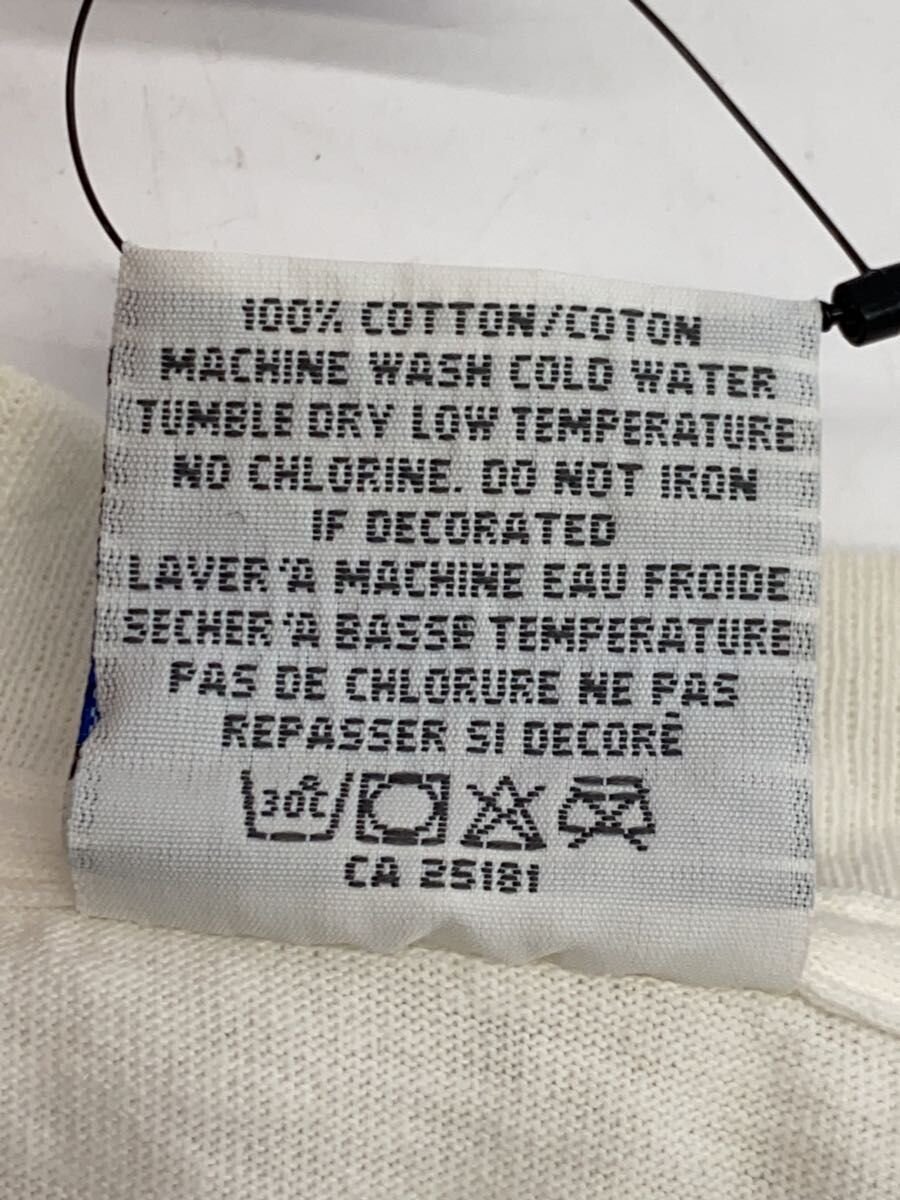 100% COTTON/COTON
MACHINE WASH COLD WATER
TUMBLE DRY LOW TEMPERATURE
NO CHLORINE. DO NOT IRON
IF DECORATED
LAVER'A MACHINE EAU FROIDE
SECHER'A BASSE TEMPERATURE
PAS DE CHLORURE NE PAS
REPASSER SI DECORÊ
30°C
CA 25181